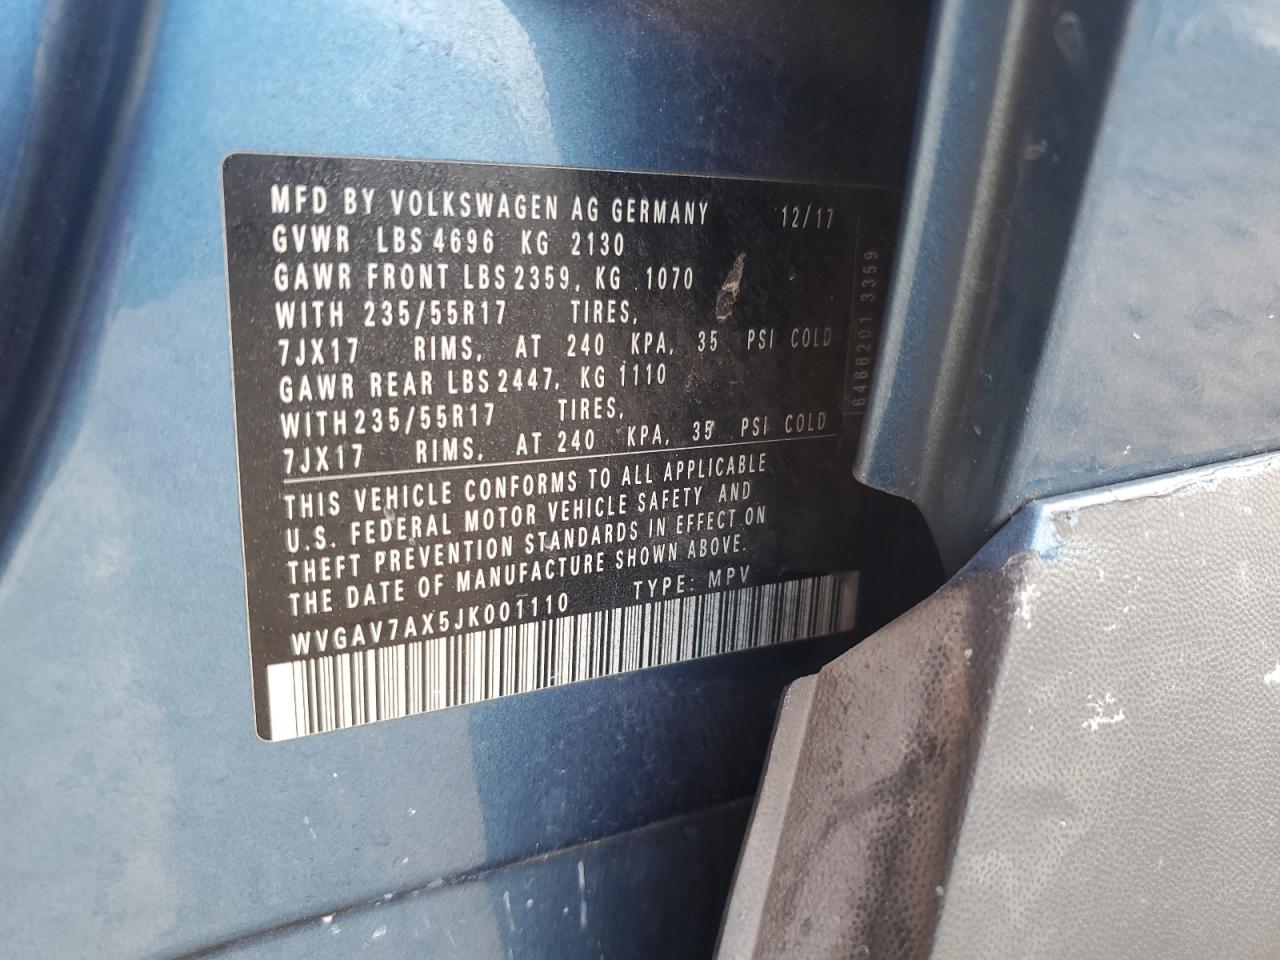 MFD BY VOLKSWAGEN AG GERMANY 12/17
GVWR LBS 4696 KG 2130
GAWR FRONT LBS 2359, KG 1070
WITH 235/55R17 TIRES,
7JX17 RIMS, AT 240 KPA, 35 PSI COLD
GAWR REAR LBS 2447, KG 1110
WITH 235/55R17 TIRES,
7JX17 RIMS, AT 240 KPA, 35 PSI COLD
THIS VEHICLE CONFORMS TO ALL APPLICABLE
U.S. FEDERAL MOTOR VEHICLE SAFETY AND
THEFT PREVENTION STANDARDS IN EFFECT ON
THE DATE OF MANUFACTURE SHOWN ABOVE.
WVGAV7AX5JK001110 TYPE: MPV
6466201 3359